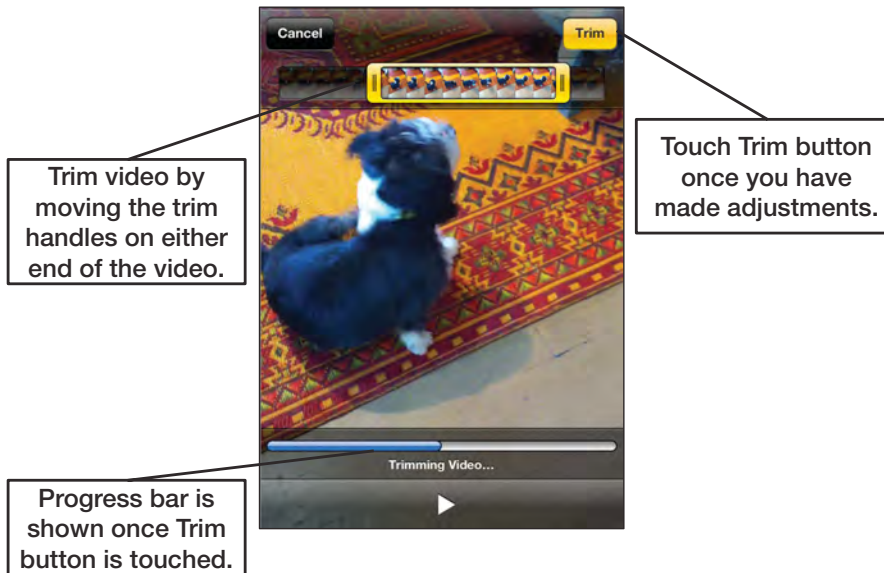 Cancel
Trim
Trim video by
moving the trim
handles on either
end of the video.
Touch Trim button
once you have
made adjustments.
Trimming Video...
Progress bar is
shown once Trim
button is touched.